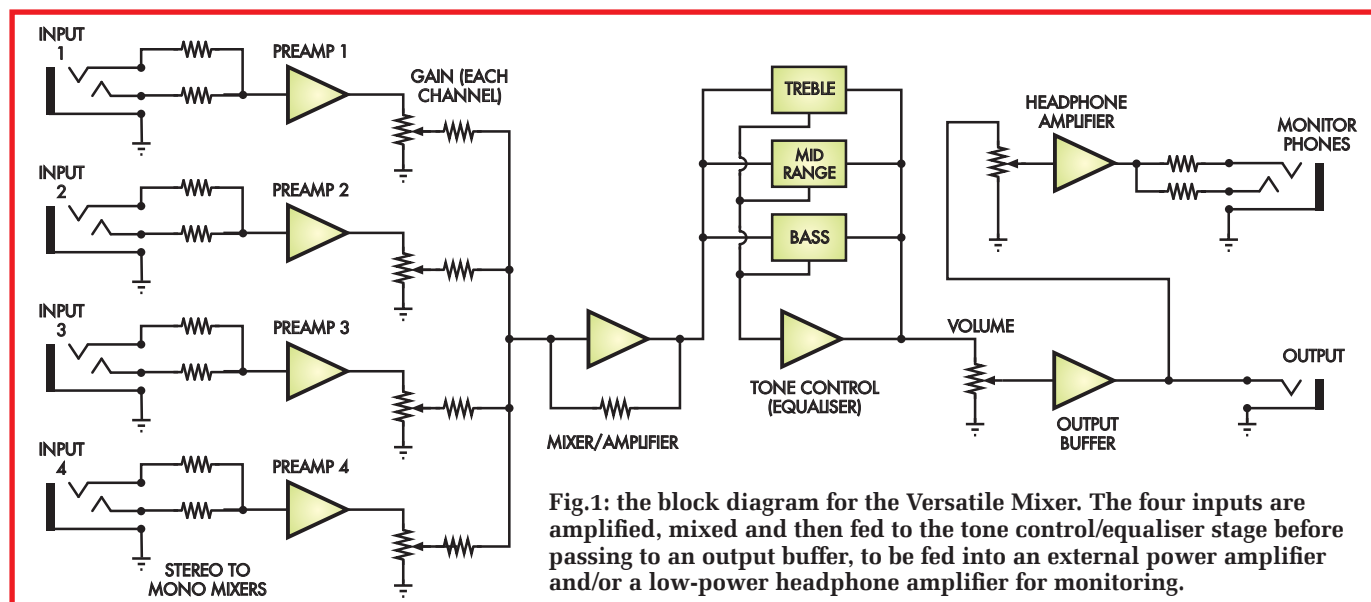 INPUT
1
PREAMP 1
GAIN (EACH
CHANNEL)
INPUT
2
PREAMP 2
INPUT
3
PREAMP 3
INPUT
4
PREAMP 4
STEREO TO
MONO MIXERS
MIXER/AMPLIFIER
TREBLE
MID
RANGE
BASS
TONE CONTROL
(EQUALISER)
VOLUME
HEADPHONE
AMPLIFIER
MONITOR
PHONES
OUTPUT
BUFFER
OUTPUT
Fig.1: the block diagram for the Versatile Mixer. The four inputs are
amplified, mixed and then fed to the tone control/equaliser stage before
passing to an output buffer, to be fed into an external power amplifier
and/or a low-power headphone amplifier for monitoring.